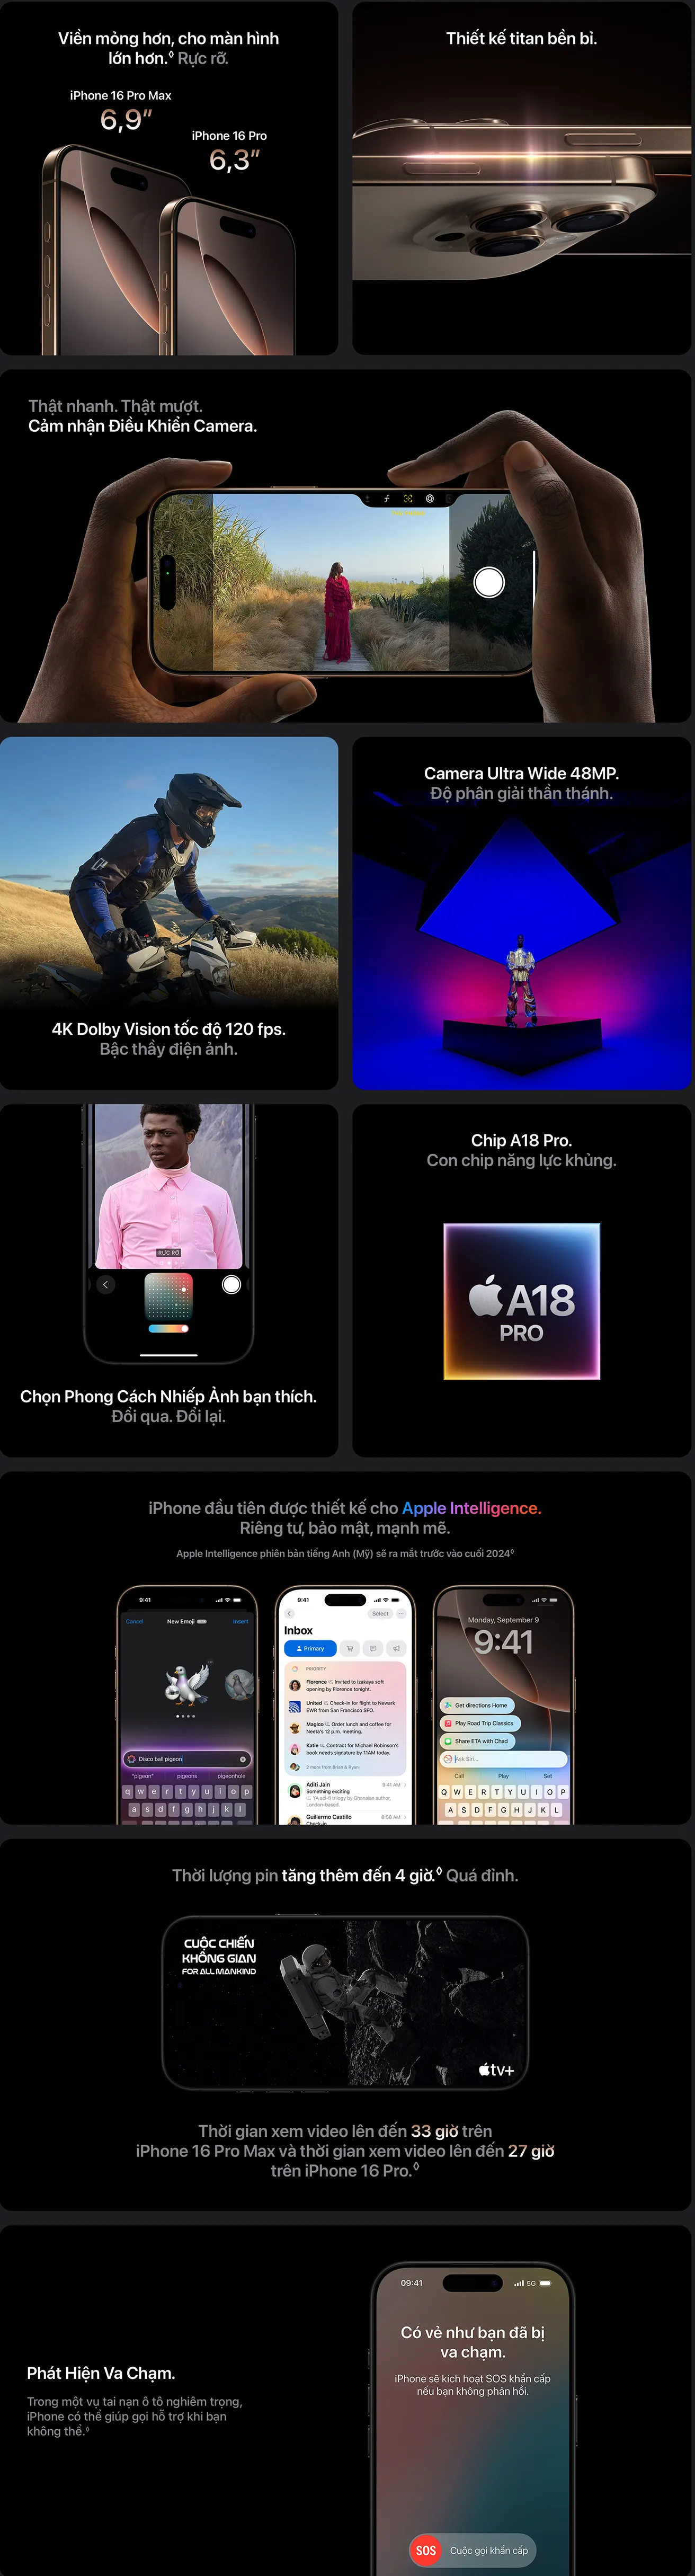 Viền mỏng hơn, cho màn hình
lớn hơn.◊ Rực rỡ.
iPhone 16 Pro Max
6,9″
iPhone 16 Pro
6,3″
Thiết kế titan bền bỉ.
Thật nhanh. Thật mượt.
Cảm nhận Điều Khiển Camera.
4K Dolby Vision tốc độ 120 fps.
Bậc thầy điện ảnh.
Camera Ultra Wide 48MP.
Độ phân giải thần thánh.
RỰC RỠ
Chọn Phong Cách Nhiếp Ảnh bạn thích.
Đổi qua. Đổi lại.
Chip A18 Pro.
Con chip năng lực khủng.
A18
PRO
iPhone đầu tiên được thiết kế cho Apple Intelligence.
Riêng tư, bảo mật, mạnh mẽ.
Apple Intelligence phiên bản tiếng Anh (Mỹ) sẽ ra mắt trước vào cuối 2024◊
9:41
Cancel
New Emoji
Insert
Disco ball pigeon
"pigeon" pigeons pigeonhole
q w e r t y u i o p
a s d f g h j k l
9:41
Select
Inbox
Primary
PRIORITY
Florence Invited to izakaya soft
opening by Florence tonight.
United Check-in for flight to Newark
EWR from San Francisco SFO.
Magico Order lunch and coffee for
Neeta's 12 p.m. meeting.
Katie Contract for Michael Robinson's
book needs signature by 11AM today.
2 more from Brian & Ryan
Aditi Jain 9:41 AM
Something exciting
YA sci-fi trilogy by Ghanaian author,
London-based.
Guillermo Castillo 8:58 AM
Check-in
Monday, September 9
9:41
Get directions Home
Play Road Trip Classics
Share ETA with Chad
Ask Siri...
Call Play Set
Q W E R T Y U I O P
A S D F G H J K L
Thời lượng pin tăng thêm đến 4 giờ.◊ Quá đỉnh.
CUỘC CHIẾN
KHÔNG GIAN
FOR ALL MANKIND
tv+
Thời gian xem video lên đến 33 giờ trên
iPhone 16 Pro Max và thời gian xem video lên đến 27 giờ
trên iPhone 16 Pro.◊
Phát Hiện Va Chạm.
Trong một vụ tai nạn ô tô nghiêm trọng,
iPhone có thể giúp gọi hỗ trợ khi bạn
không thể.◊
09:41
5G
Có vẻ như bạn đã bị
va chạm.
iPhone sẽ kích hoạt SOS khẩn cấp
nếu bạn không phản hồi.
SOS Cuộc gọi khẩn cấp